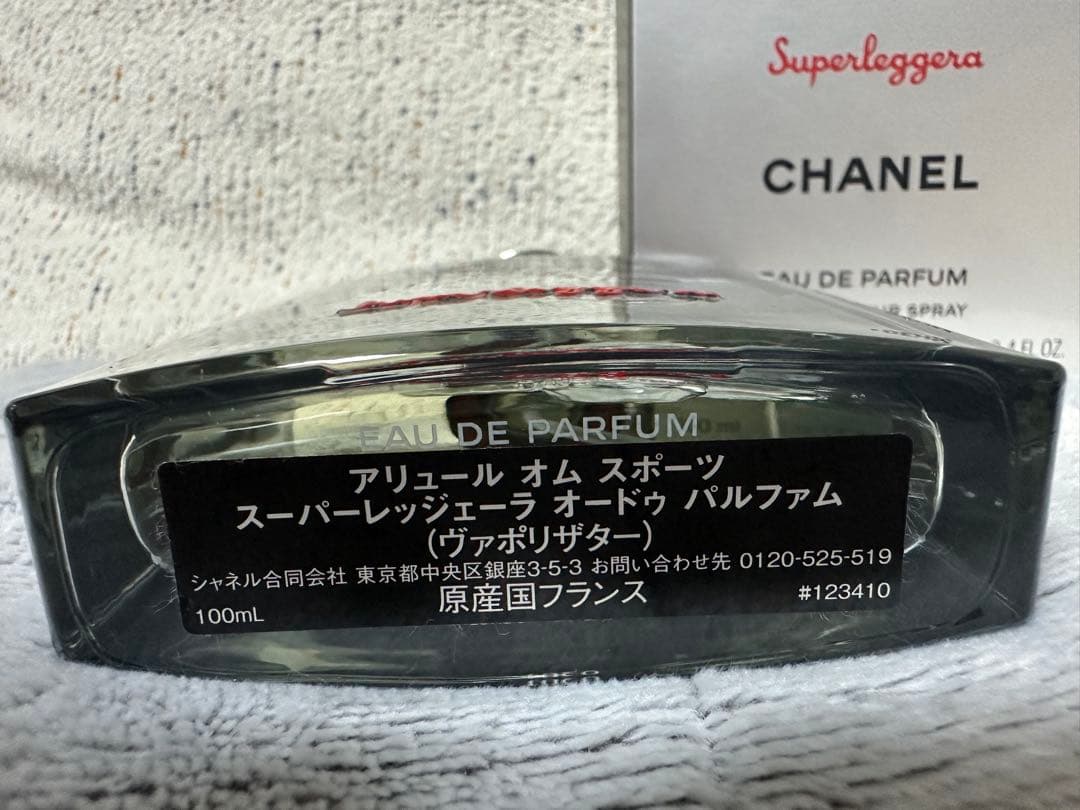 Superleggera
CHANEL
EAU DE PARFUM
SPRAY
FL OZ.
EAU DE PARFUM
アリュール オム スポーツ
スーパーレッジェーラ オードゥ パルファム
(ヴァポリザター)
シャネル合同会社 東京都中央区銀座3-5-3 お問い合わせ先 0120-525-519
100mL 原産国フランス #123410